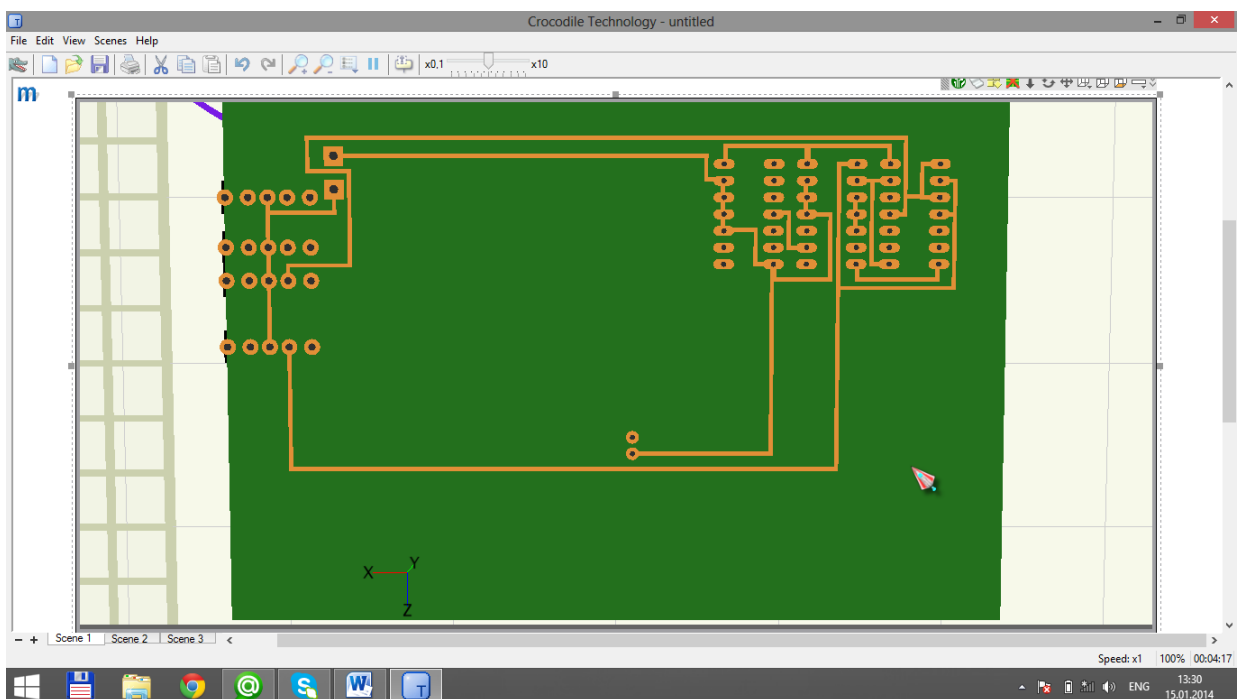 Crocodile Technology - untitled
File Edit View Scenes Help
x0,1 x10
m
Y
X
Z
Scene 1 Scene 2 Scene 3
Speed: x1 100% 00:04:17
ENG 13:30
15.01.2014